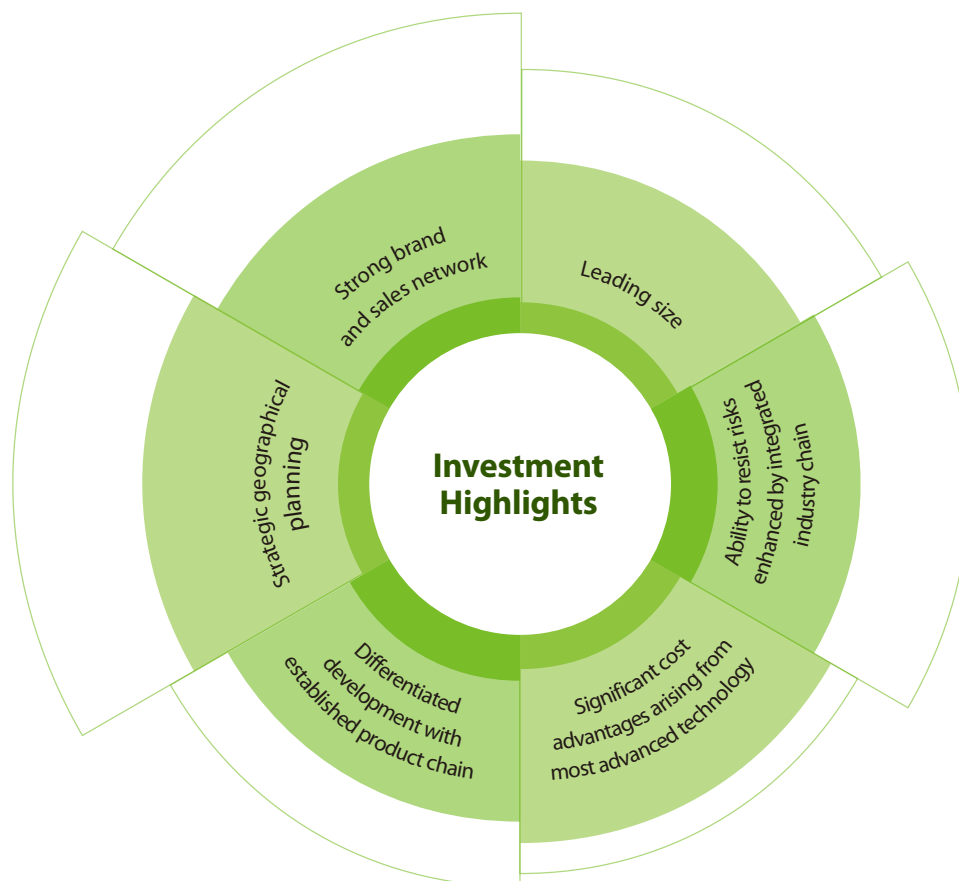 Investment
Highlights
Leading size
Ability to resist risks
enhanced by integrated
industry chain
Significant cost
advantages arising from
most advanced technology
Differentiated
development with
established product chain
Strategic geographical
planning
Strong brand
and sales network